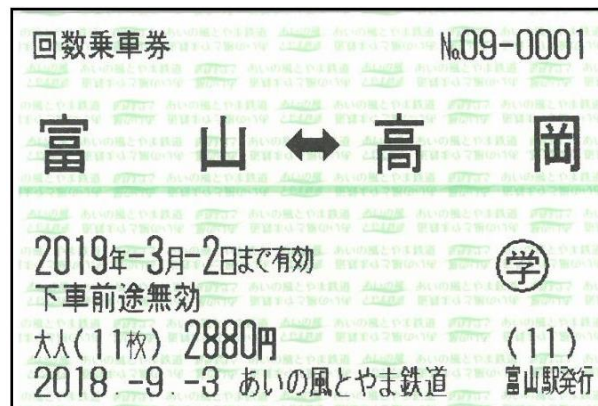 回数乗車券 №09-0001
富山↔高岡
2019年-3月-2日まで有効 学
下車前途無効
大人(11枚) 2880円 (11)
2018.-9.-3 あいの風とやま鉄道 富山駅発行